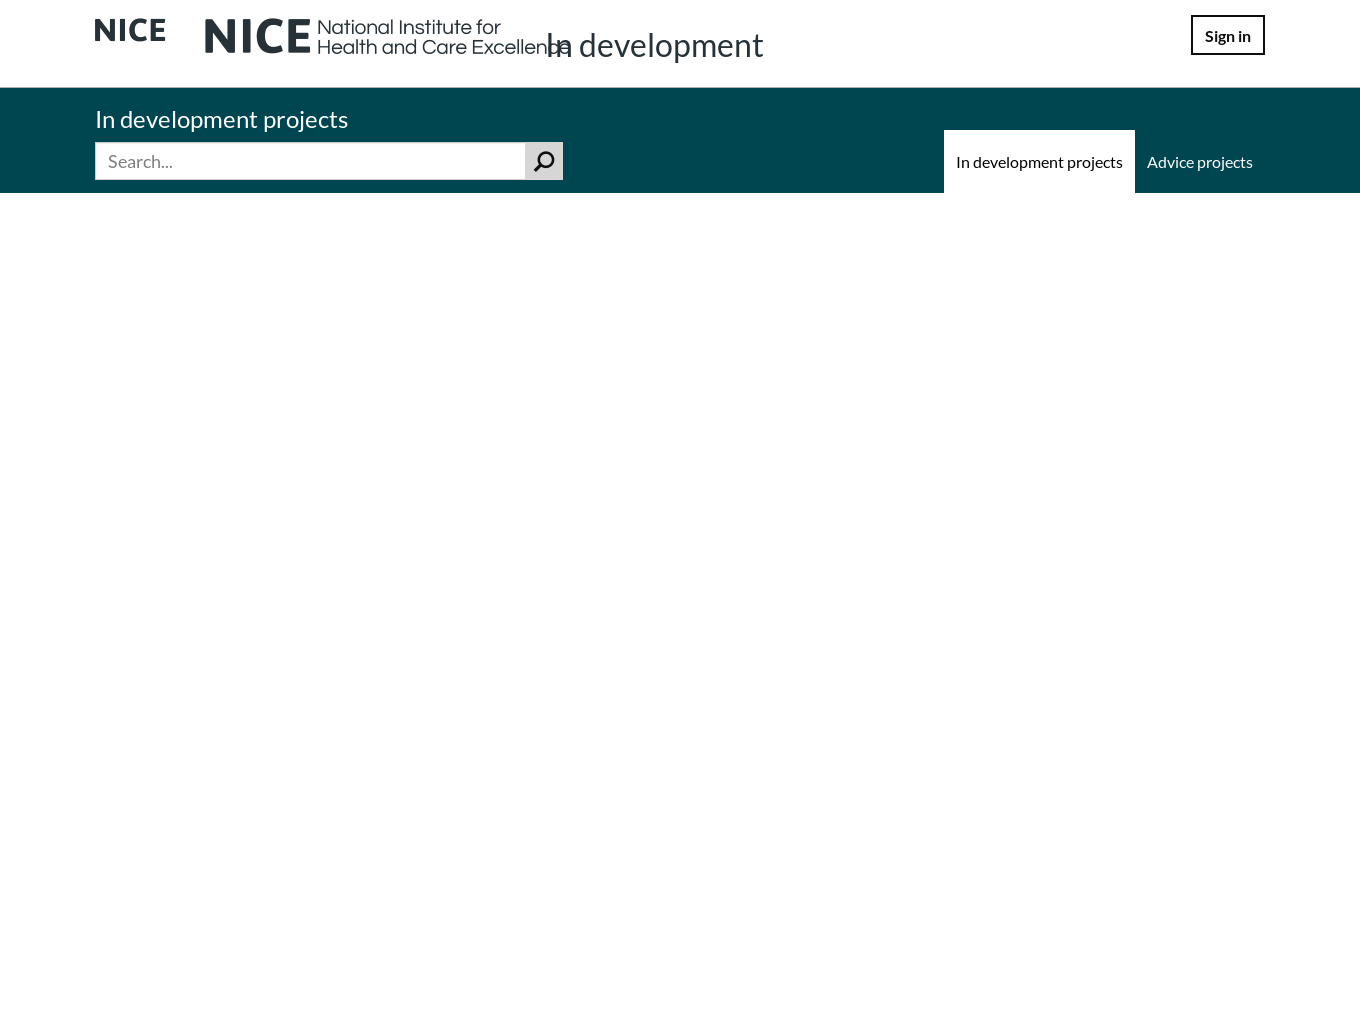 NICE
NICE National Institute for
Health and Care Excellence
In development
Sign in
In development projects
Search...
In development projects
Advice projects